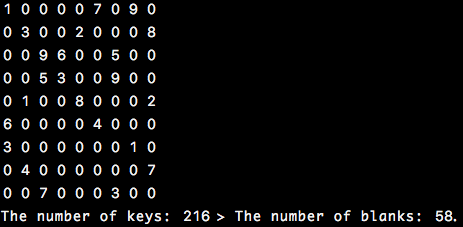 1 0 0 0 0 7 0 9 0
0 3 0 0 2 0 0 0 8
0 0 9 6 0 0 5 0 0
0 0 5 3 0 0 9 0 0
0 1 0 0 8 0 0 0 2
6 0 0 0 0 4 0 0 0
3 0 0 0 0 0 0 1 0
0 4 0 0 0 0 0 0 7
0 0 7 0 0 0 3 0 0
The number of keys: 216 > The number of blanks: 58.